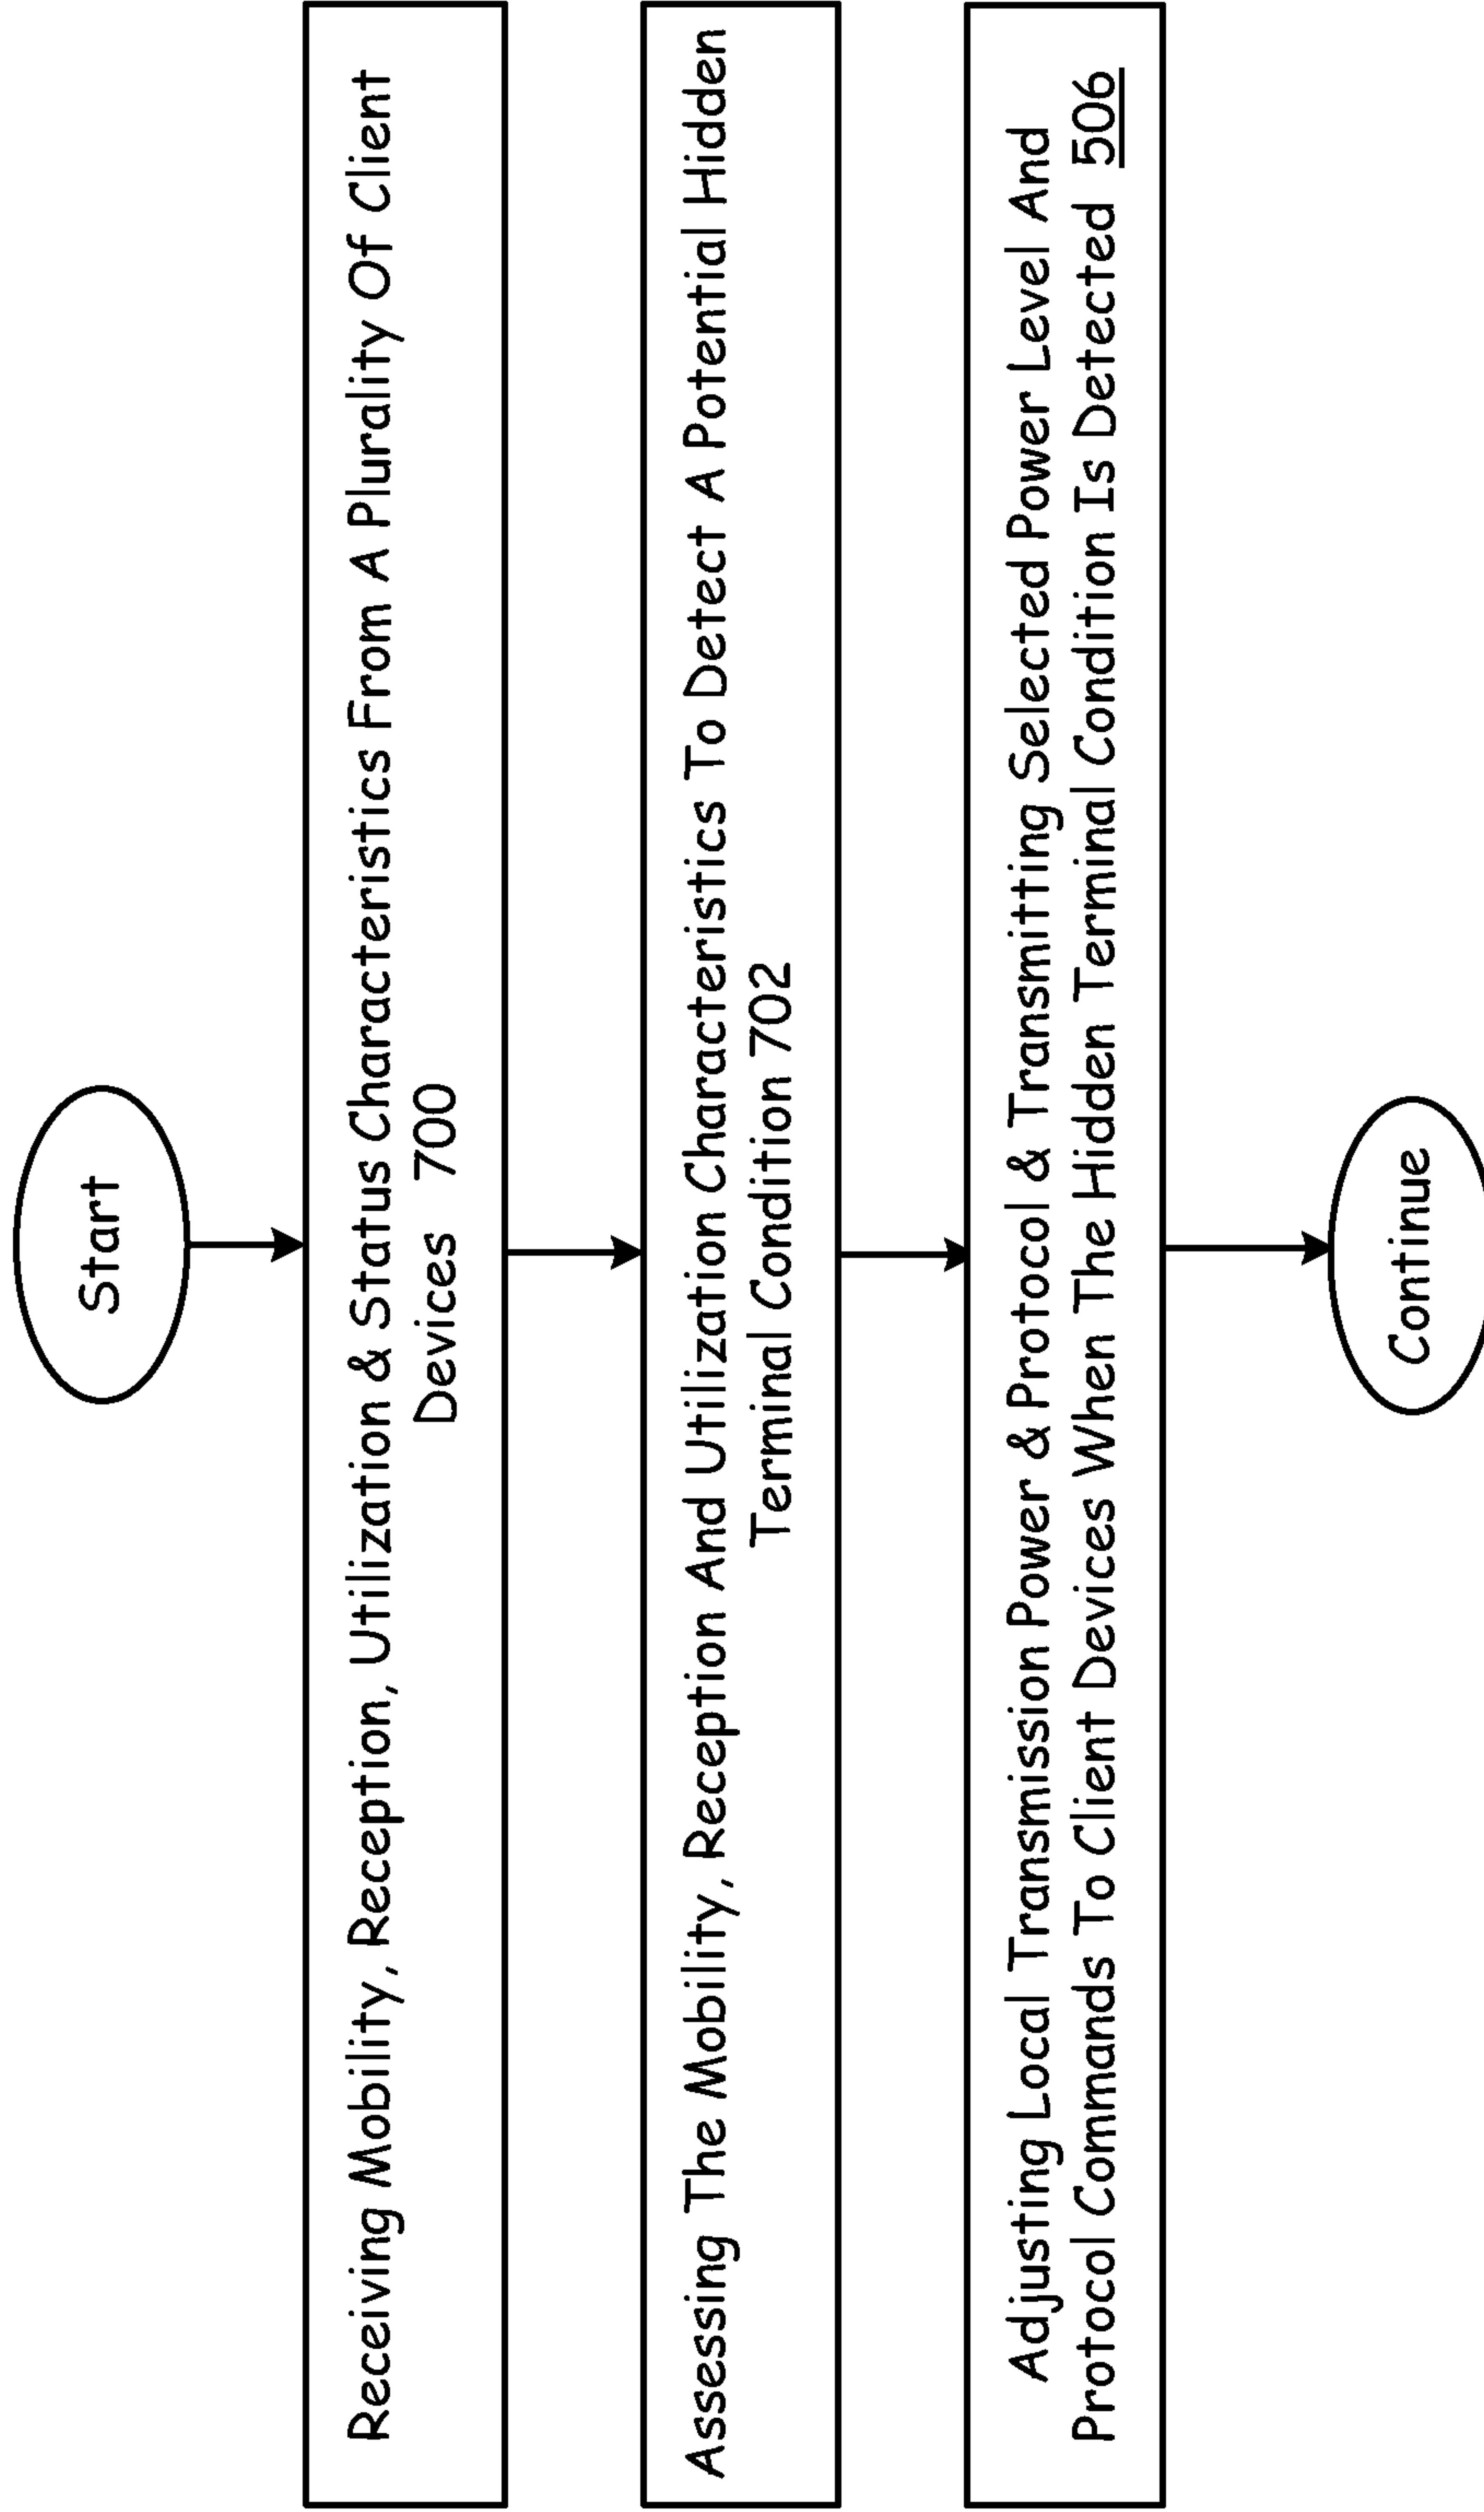 Start
Receiving Mobility, Reception, Utilization & Status Characteristics From A Plurality Of Client
Devices 700
Assessing The Mobility, Reception And Utilization Characteristics To Detect A Potential Hidden
Terminal Condition 702
Adjusting Local Transmission Power & Protocol & Transmitting Selected Power Level And
Protocol Commands To Client Devices When The Hidden Terminal Condition Is Detected 506
Continue